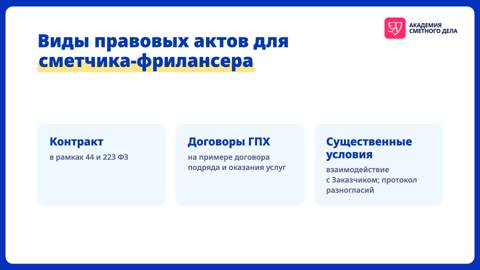 АКАДЕМИЯ
СМЕТНОГО ДЕЛА
Виды правовых актов для
сметчика-фрилансера
Контракт
в рамках 44 и 223 ФЗ
Договоры ГПХ
на примере договора
подряда и оказания услуг
Существенные
условия
взаимодействие
с Заказчиком; протокол
разногласий